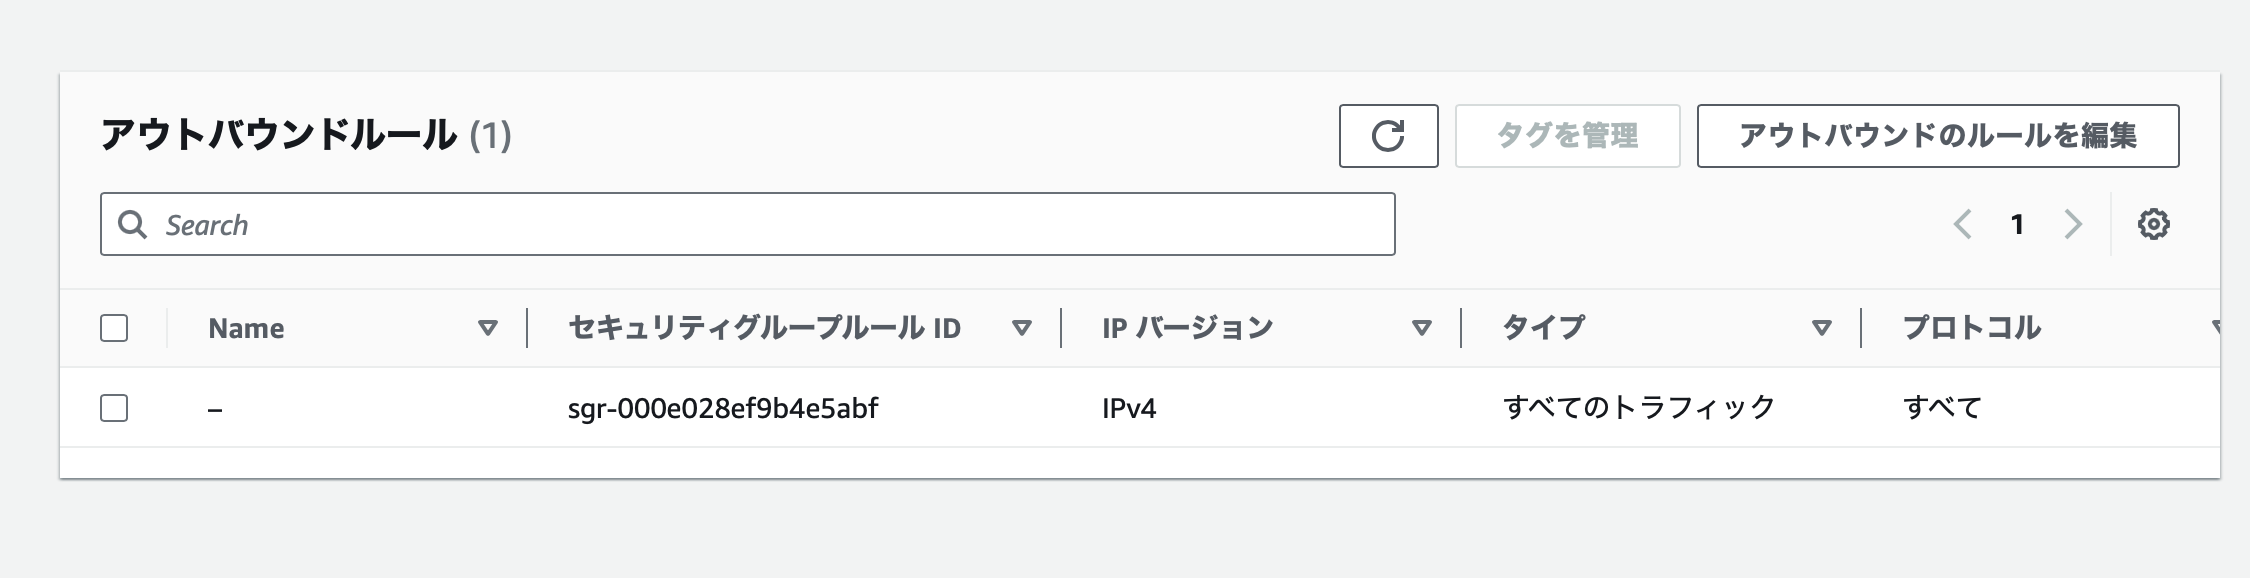 アウトバウンドルール (1)
タグを管理
アウトバウンドのルールを編集
Search
1
Name
セキュリティグループルール ID
IP バージョン
タイプ
プロトコル
–
sgr-000e028ef9b4e5abf
IPv4
すべてのトラフィック
すべて